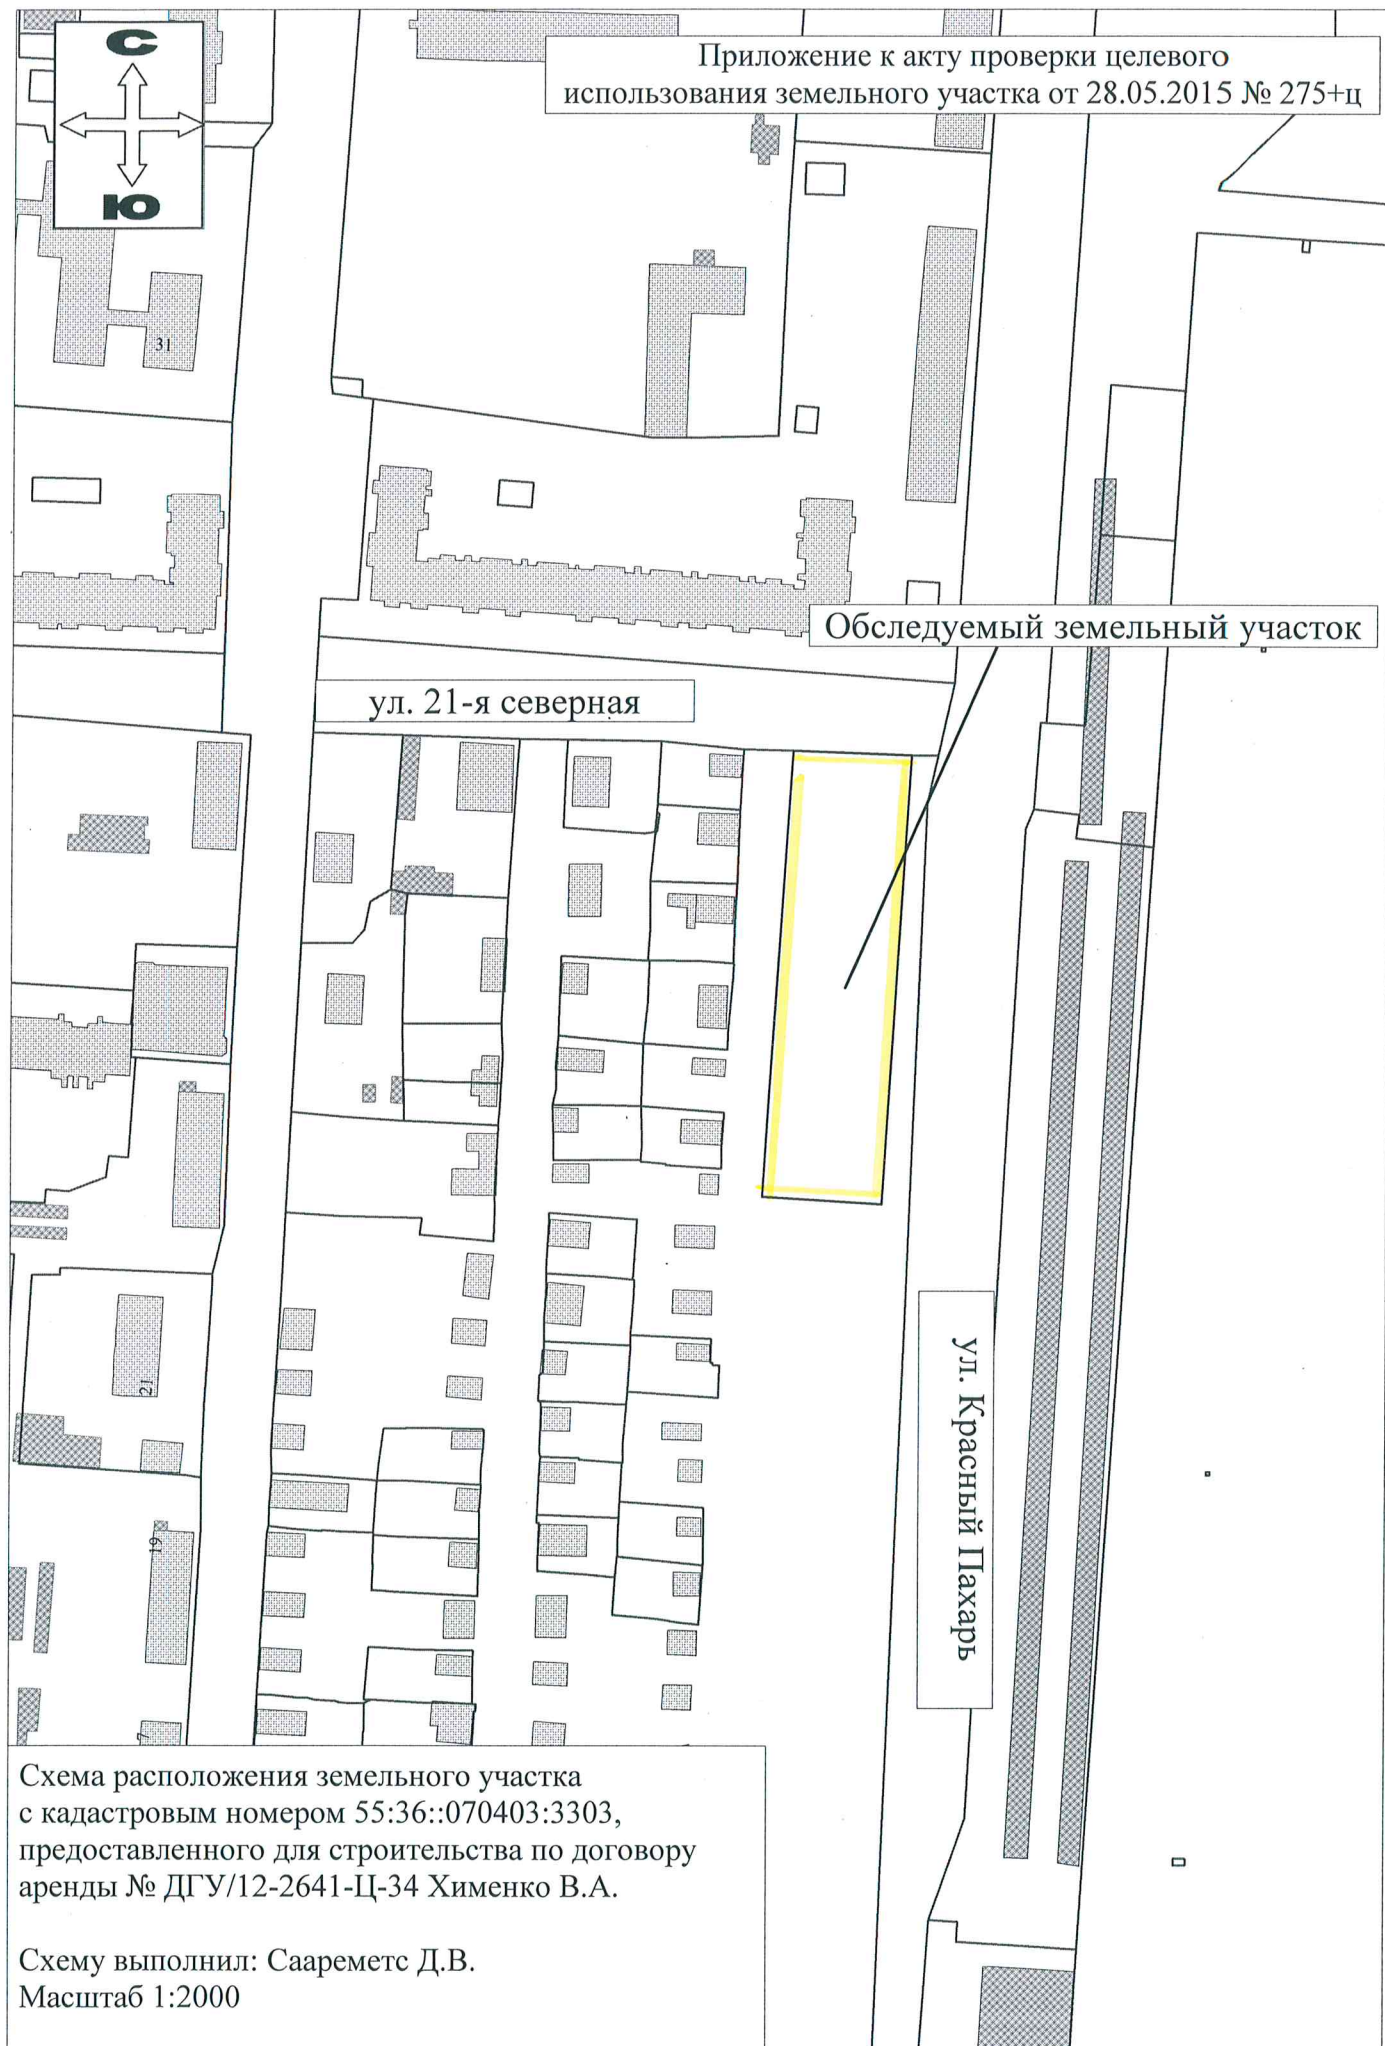 С
Приложение к акту проверки целевого
использования земельного участка от 28.05.2015 № 275+ц
Ю
31
Обследуемый земельный участок
ул. 21-я северная
ул. Красный Пахарь
21
19
7
Схема расположения земельного участка
с кадастровым номером 55:36::070403:3303,
предоставленного для строительства по договору
аренды № ДГУ/12-2641-Ц-34 Хименко В.А.
Схему выполнил: Саареметс Д.В.
Масштаб 1:2000